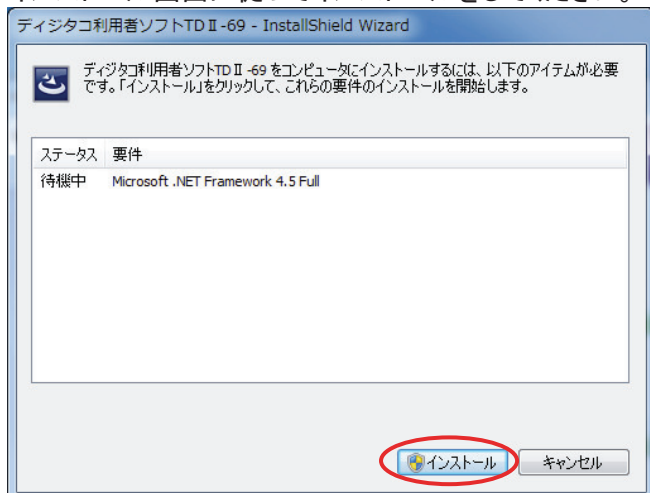 ディジタコ利用者ソフトTDⅡ-69 - InstallShield Wizard
ディジタコ利用者ソフトTDⅡ-69 をコンピュータにインストールするには、以下のアイテムが必要
です。「インストール」をクリックして、これらの要件のインストールを開始します。
ステータス 要件
待機中 Microsoft .NET Framework 4.5 Full
インストール キャンセル